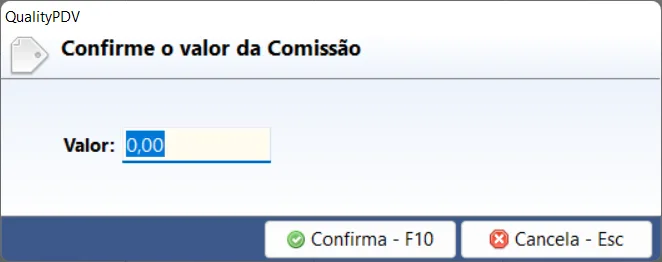 QualityPDV
Confirme o valor da Comissão
Valor: 0,00
Confirma - F10 Cancela - Esc